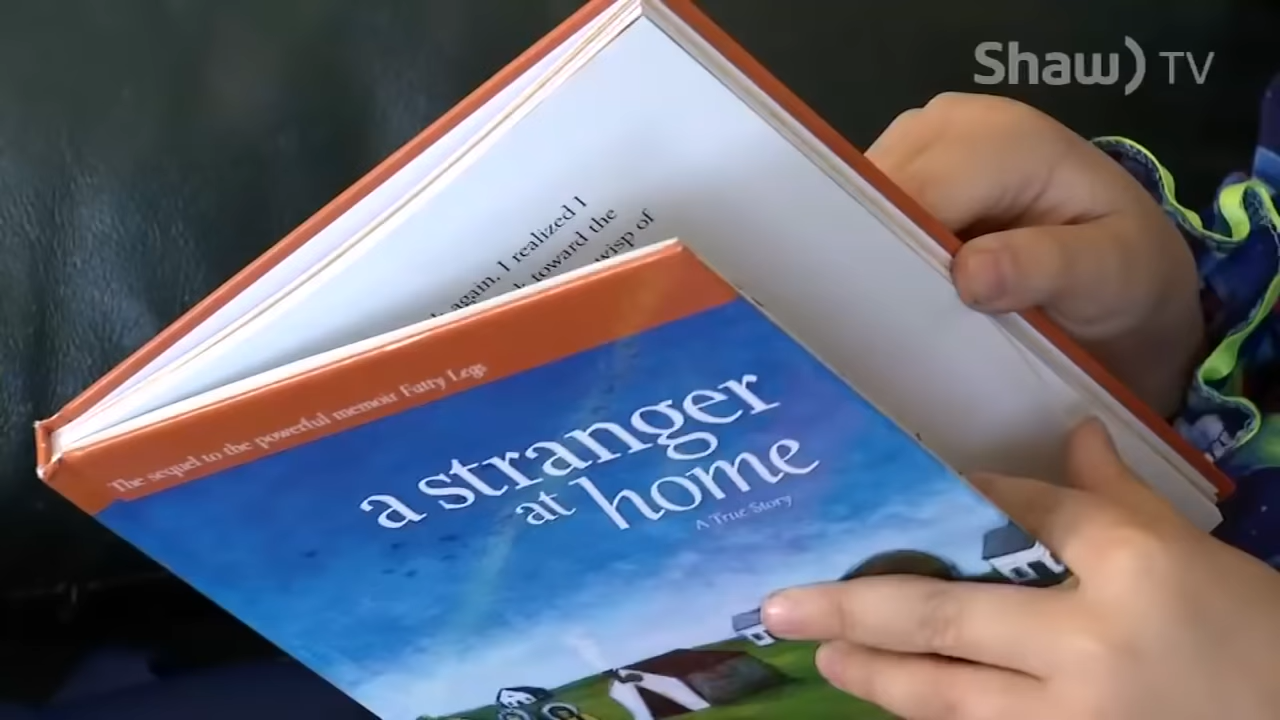 Shaw) TV
again. I realized I
toward the
wisp of
The sequel to the powerful memoir Fatty Legs
a stranger
at home
A True Story